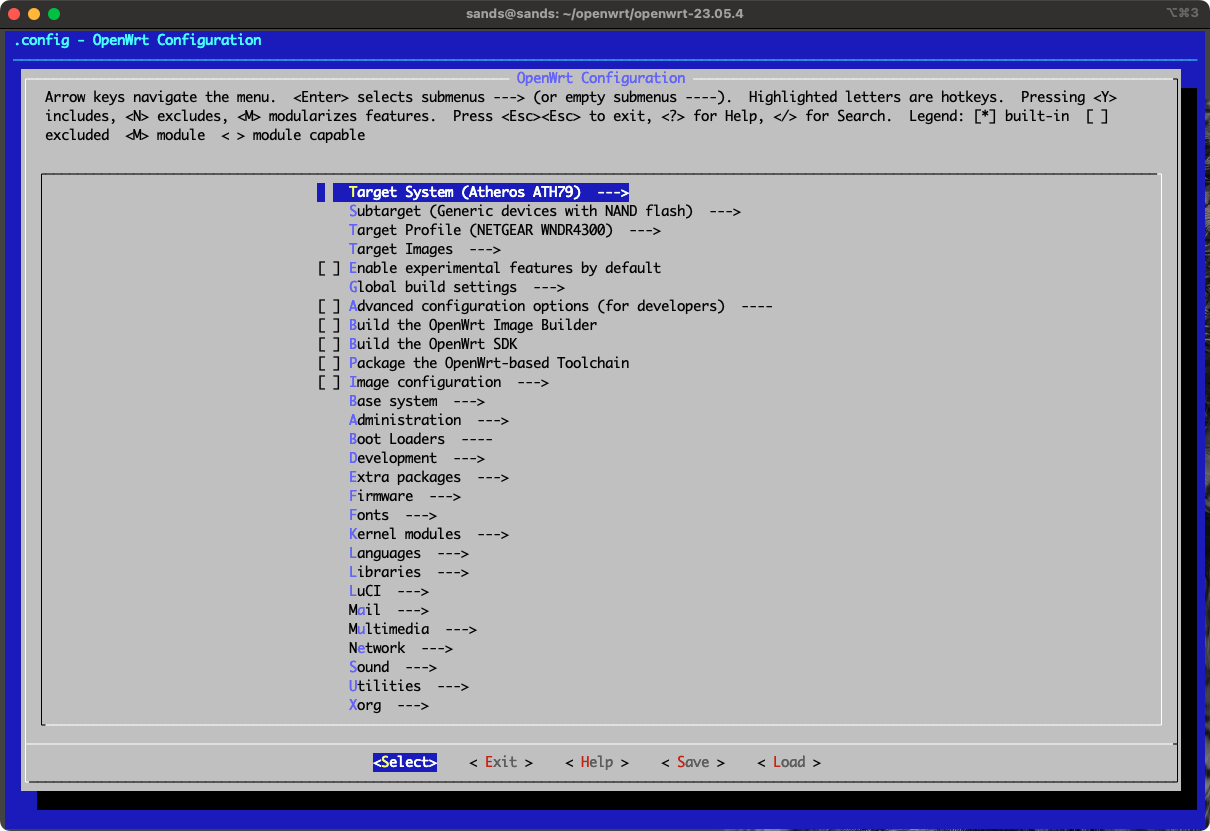 sands@sands: ~/openwrt/openwrt-23.05.4
⌥⌘3
.config - OpenWrt Configuration
OpenWrt Configuration
Arrow keys navigate the menu.  <Enter> selects submenus ---> (or empty submenus ----).  Highlighted letters are hotkeys.  Pressing <Y>
includes, <N> excludes, <M> modularizes features.  Press <Esc><Esc> to exit, <?> for Help, </> for Search.  Legend: [*] built-in  [ ]
excluded  <M> module  < > module capable
Target System (Atheros ATH79)  --->
Subtarget (Generic devices with NAND flash)  --->
Target Profile (NETGEAR WNDR4300)  --->
Target Images  --->
[ ] Enable experimental features by default
Global build settings  --->
[ ] Advanced configuration options (for developers)  ----
[ ] Build the OpenWrt Image Builder
[ ] Build the OpenWrt SDK
[ ] Package the OpenWrt-based Toolchain
[ ] Image configuration  --->
Base system  --->
Administration  --->
Boot Loaders  ----
Development  --->
Extra packages  --->
Firmware  --->
Fonts  --->
Kernel modules  --->
Languages  --->
Libraries  --->
LuCI  --->
Mail  --->
Multimedia  --->
Network  --->
Sound  --->
Utilities  --->
Xorg  --->
<Select>    < Exit >    < Help >    < Save >    < Load >